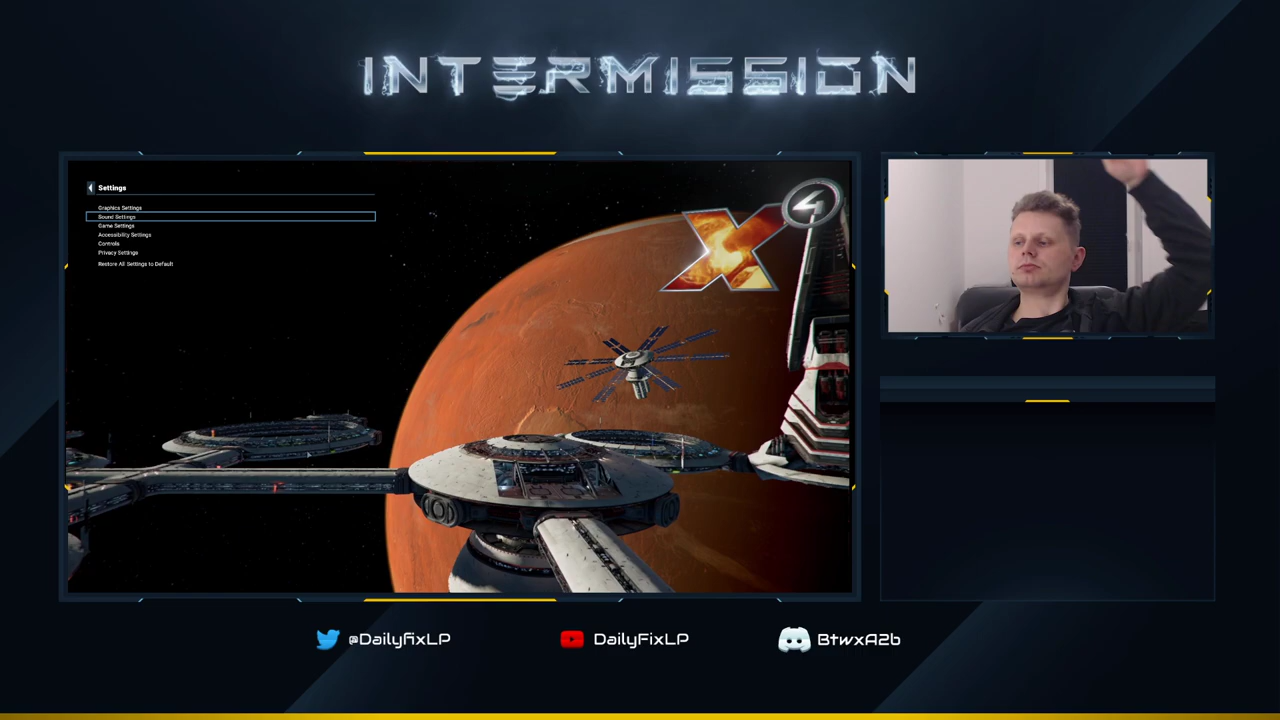 INTERMISSION
Settings
Graphics Settings
Sound Settings
Game Settings
Accessibility Settings
Controls
Privacy Settings
Restore All Settings to Default
X
4
@DailyFixLP
DailyFixLP
BtwxA2b